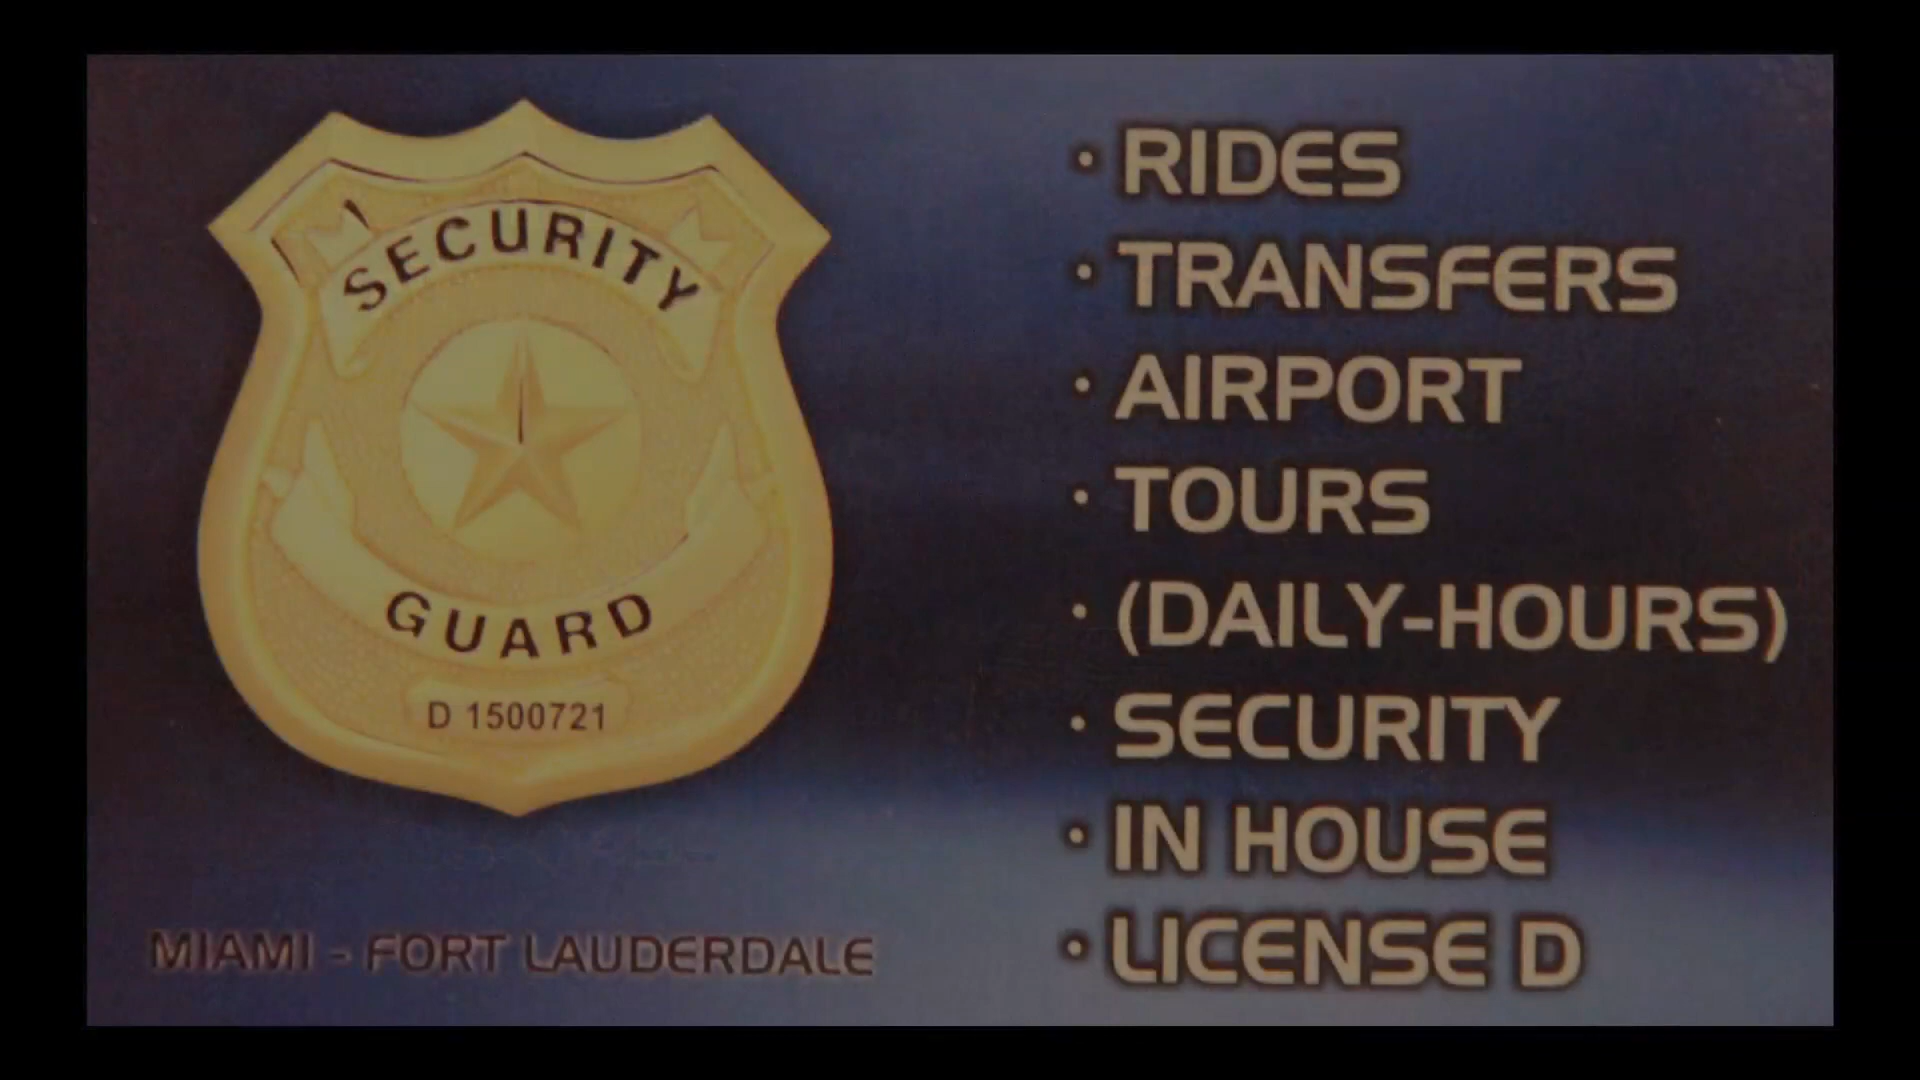 SECURITY
GUARD
D 1500721
MIAMI - FORT LAUDERDALE
· RIDES
· TRANSFERS
· AIRPORT
· TOURS
· (DAILY-HOURS)
· SECURITY
· IN HOUSE
· LICENSE D